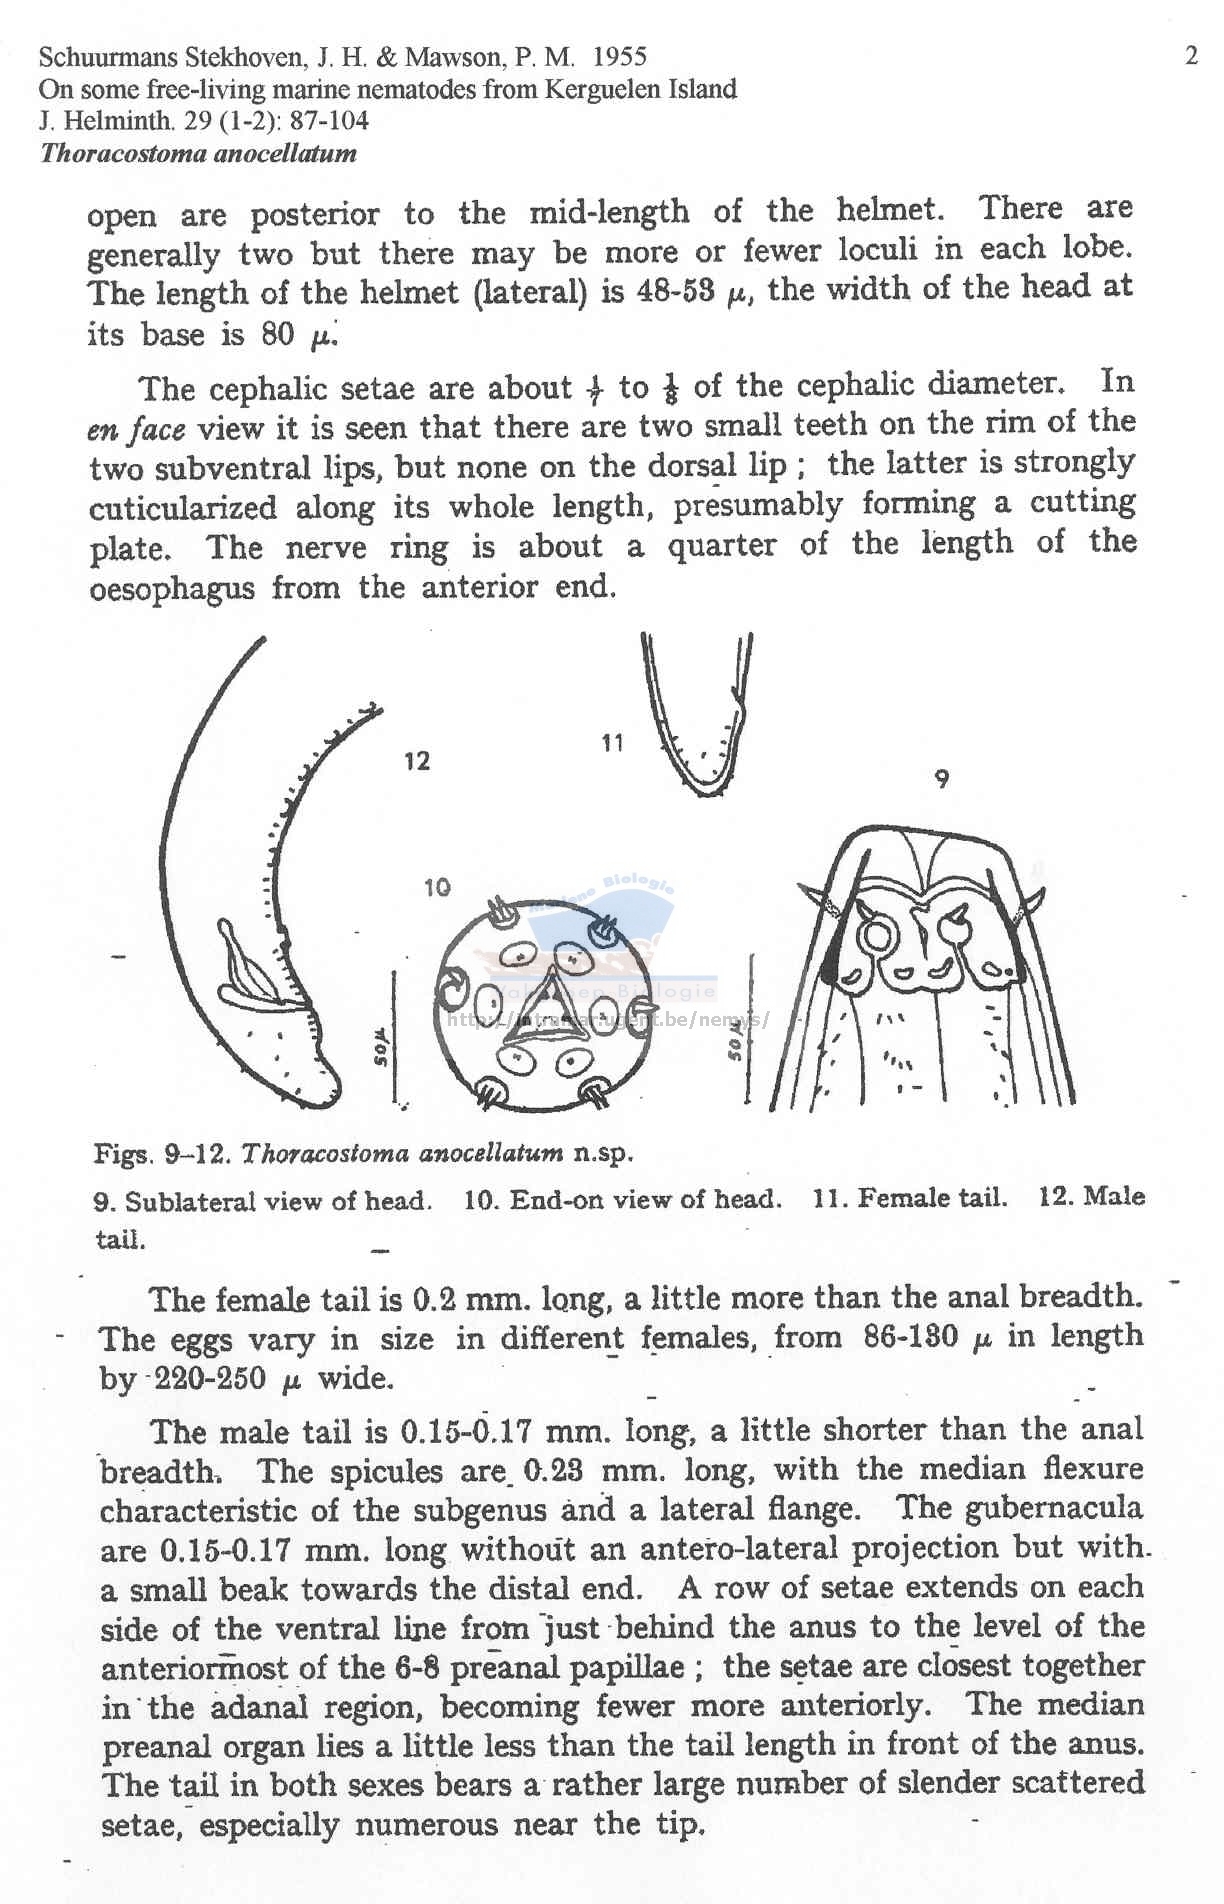 Schuurmans Stekhoven, J. H. & Mawson, P. M. 1955
2
On some free-living marine nematodes from Kerguelen Island
J. Helminth. 29 (1-2): 87-104
Thoracostoma anocellatum
open are posterior to the mid-length of the helmet. There are
generally two but there may be more or fewer loculi in each lobe.
The length of the helmet (lateral) is 48-53 μ, the width of the head at
its base is 80 μ.
The cephalic setae are about to of the cephalic diameter. In
en face view it is seen that there are two small teeth on the rim of the
two subventral lips, but none on the dorsal lip ; the latter is strongly
cuticularized along its whole length, presumably forming a cutting
plate. The nerve ring is about a quarter of the length of the
oesophagus from the anterior end.
12
11
9
10
50 μ
50 μ
Mariene Biologie
Vakgroep Biologie
http://intramar.ugent.be/nemys/
Figs. 9–12. Thoracostoma anocellatum n.sp.
9. Sublateral view of head. 10. End-on view of head. 11. Female tail. 12. Male
tail.
The female tail is 0.2 mm. long, a little more than the anal breadth.
The eggs vary in size in different females, from 86-130 μ in length
by 220-250 μ wide.
The male tail is 0.15-0.17 mm. long, a little shorter than the anal
breadth. The spicules are 0.23 mm. long, with the median flexure
characteristic of the subgenus and a lateral flange. The gubernacula
are 0.15-0.17 mm. long without an antero-lateral projection but with
a small beak towards the distal end. A row of setae extends on each
side of the ventral line from just behind the anus to the level of the
anteriormost of the 6-8 preanal papillae ; the setae are closest together
in the adanal region, becoming fewer more anteriorly. The median
preanal organ lies a little less than the tail length in front of the anus.
The tail in both sexes bears a rather large number of slender scattered
setae, especially numerous near the tip.